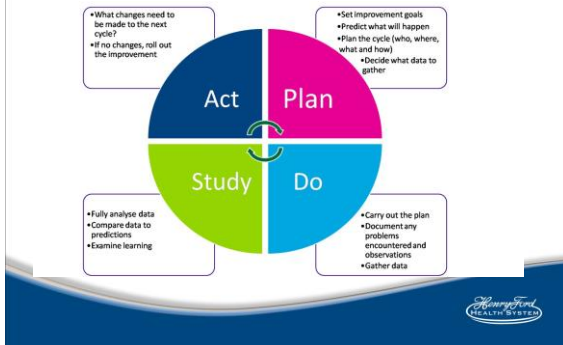 •What changes need to
be made to the next
cycle?
•If no changes, roll out
the improvement
•Set improvement goals
•Predict what will happen
•Plan the cycle (who, where,
what and how)
•Decide what data to
gather
Act
Plan
Study
Do
•Fully analyse data
•Compare data to
predictions
•Examine learning
•Carry out the plan
•Document any
problems
encountered and
observations
•Gather data
Henry Ford
HEALTH SYSTEM